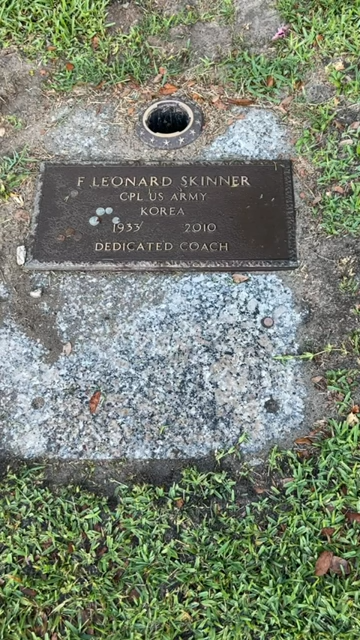 F LEONARD SKINNER
CPL US ARMY
KOREA
1933 2010
DEDICATED COACH